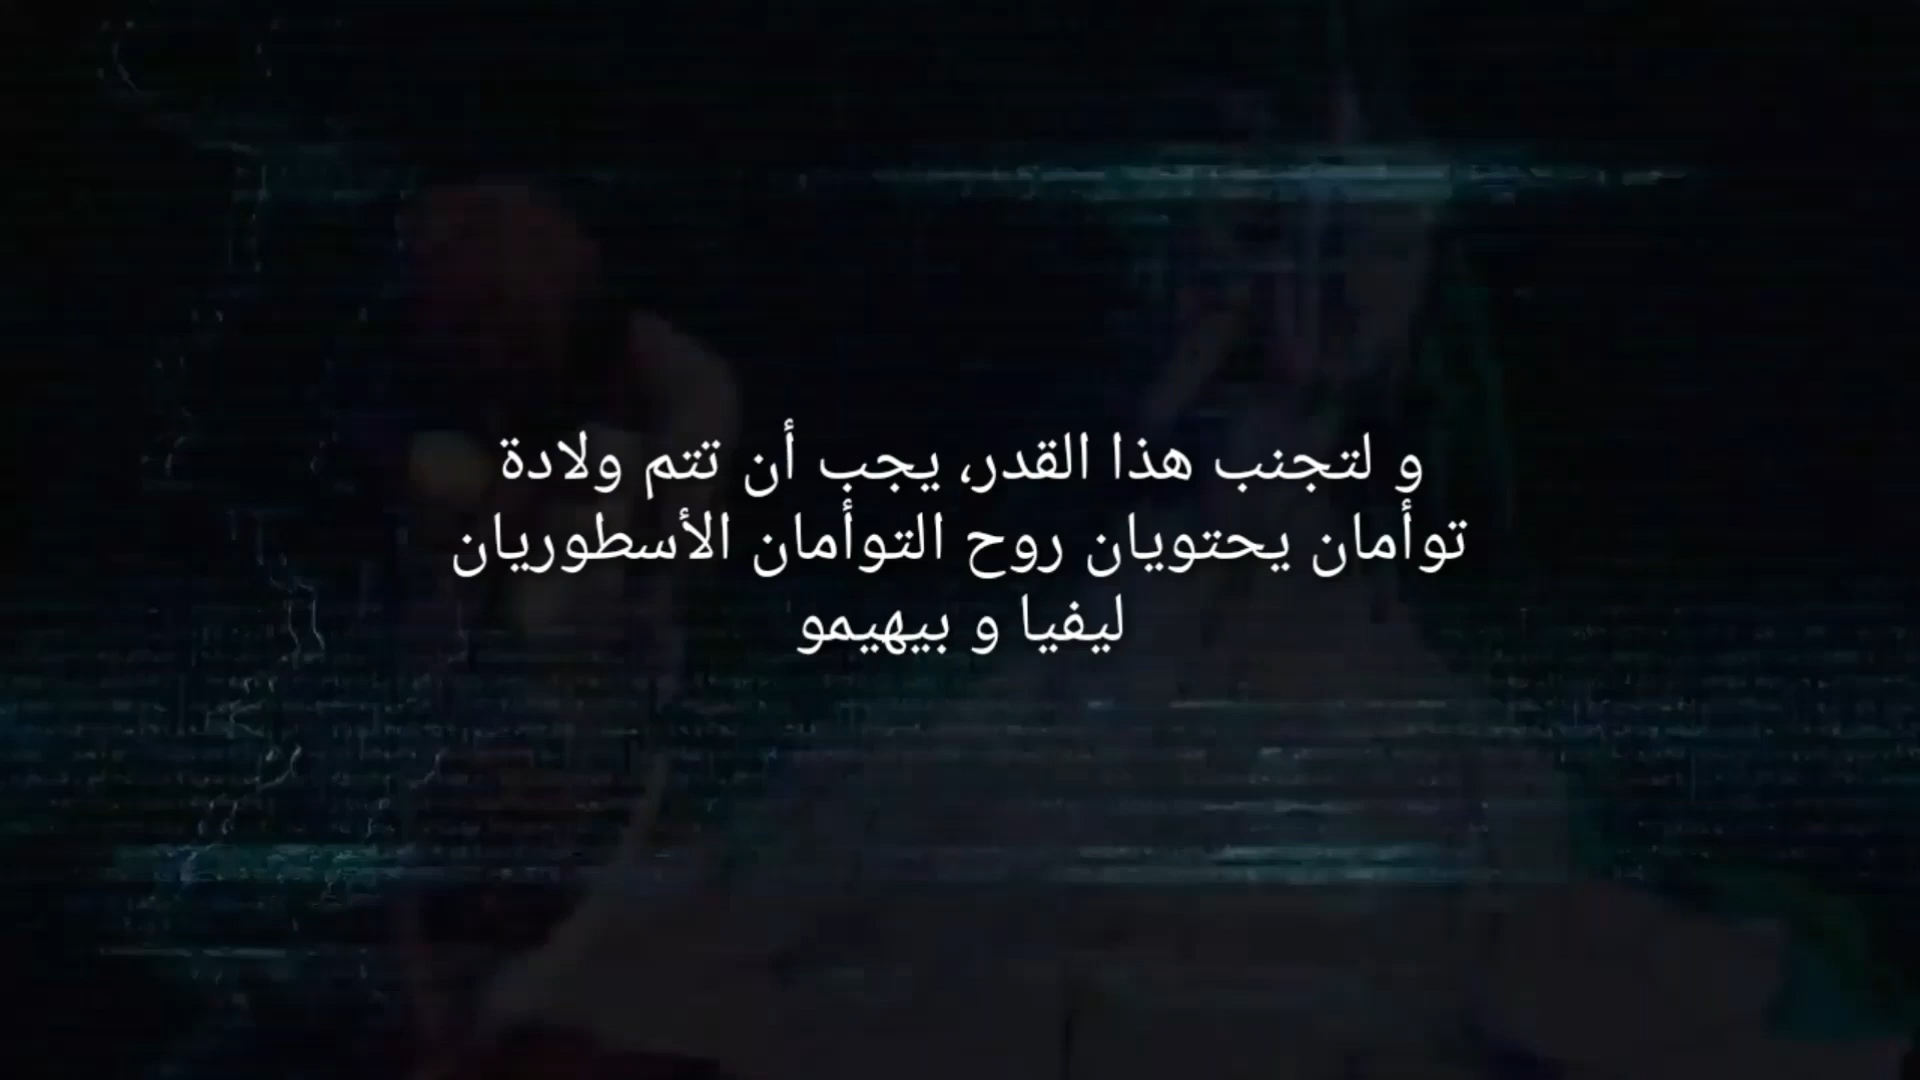 و لتجنب هذا القدر، يجب أن تتم ولادة
توأمان يحتويان روح التوأمان الأسطوريان
ليفيا و بيهيمو